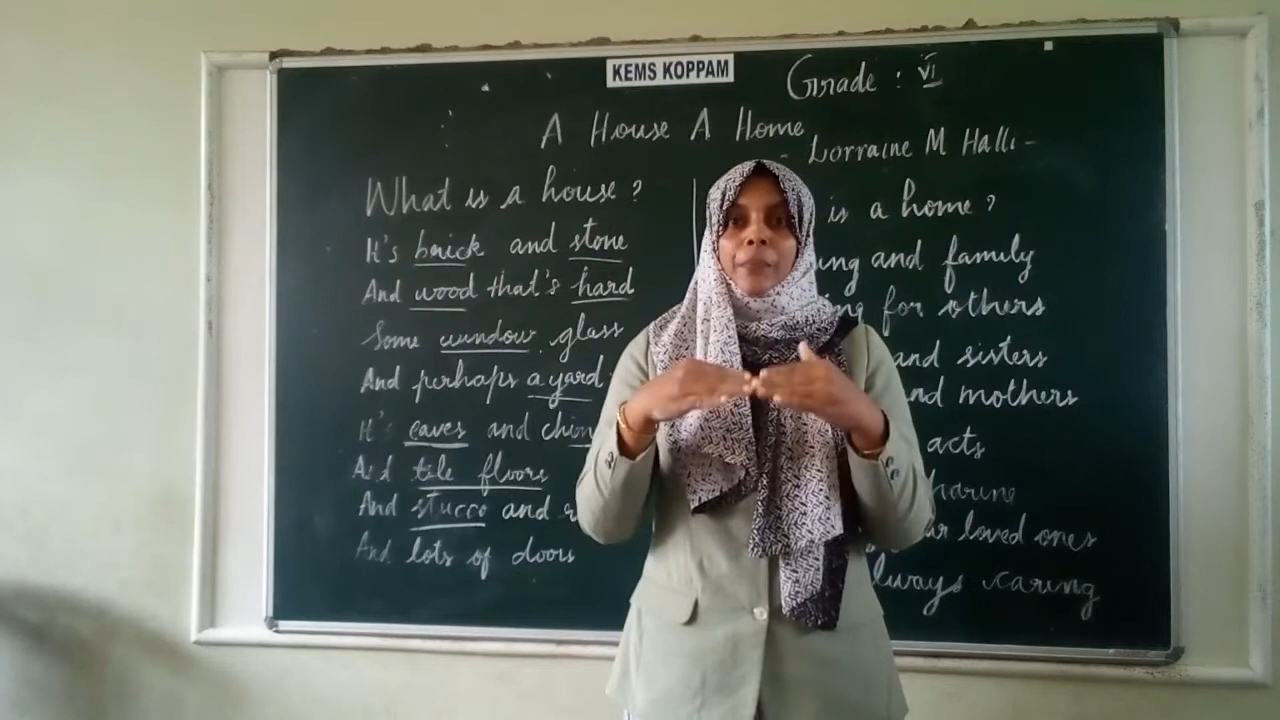 KEMS KOPPAM
Grade : VI
A House A Home
- Lorraine M Halli -
What is a house?
It's brick and stone
And wood that's hard
Some window glass
And perhaps a yard
It's eaves and
And tile floors
And stucco and
And lots of doors
is a home?
and family
for others
and sisters
and mothers
acts
loved ones
always caring